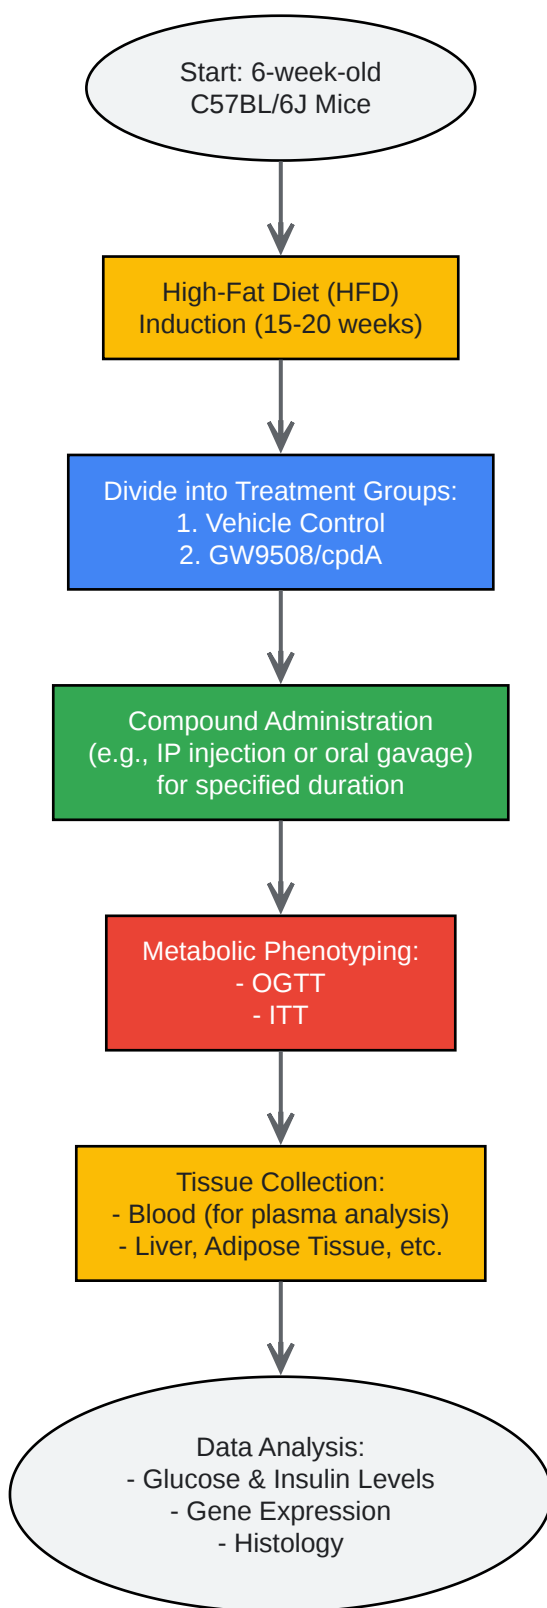 Start: 6-week-old
C57BL/6J Mice
High-Fat Diet (HFD)
Induction (15-20 weeks)
Divide into Treatment Groups:
1. Vehicle Control
2. GW9508/cpdA
Compound Administration
(e.g., IP injection or oral gavage)
for specified duration
Metabolic Phenotyping:
- OGTT
- ITT
Tissue Collection:
- Blood (for plasma analysis)
- Liver, Adipose Tissue, etc.
Data Analysis:
- Glucose & Insulin Levels
- Gene Expression
- Histology